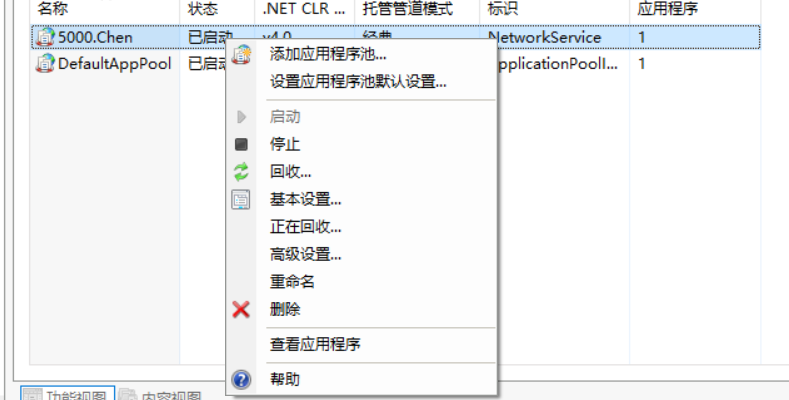 名称 状态 .NET CLR ... 托管管道模式 标识 应用程序
5000.Chen 已启动 v4.0 经典 NetworkService 1
DefaultAppPool 已启动 pplicationPoolI... 1
添加应用程序池...
设置应用程序池默认设置...
启动
停止
回收...
基本设置...
正在回收...
高级设置...
重命名
删除
查看应用程序
帮助
功能视图 内容视图